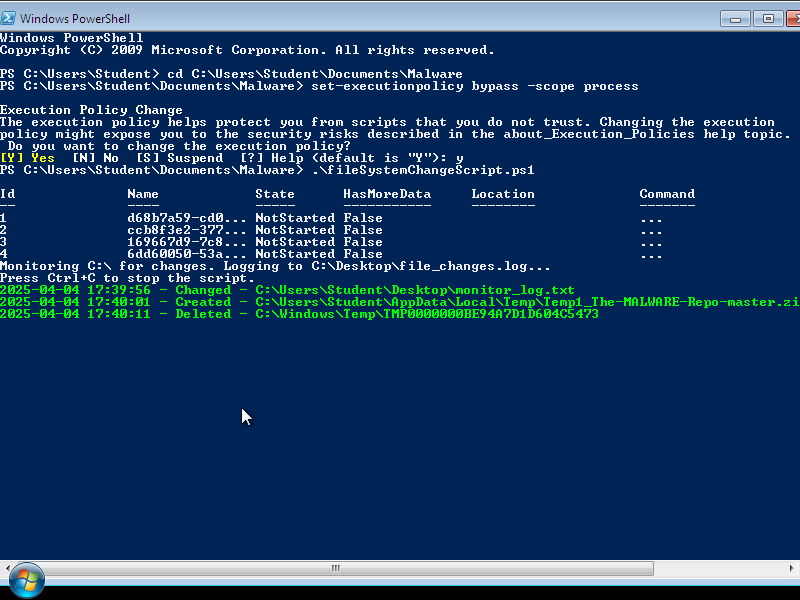 Windows PowerShell
Windows PowerShell
Copyright (C) 2009 Microsoft Corporation. All rights reserved.
PS C:\Users\Student> cd C:\Users\Student\Documents\Malware
PS C:\Users\Student\Documents\Malware> set-executionpolicy bypass -scope process
Execution Policy Change
The execution policy helps protect you from scripts that you do not trust. Changing the execution
policy might expose you to the security risks described in the about_Execution_Policies help topic.
Do you want to change the execution policy?
[Y] Yes  [N] No  [S] Suspend  [?] Help (default is "Y"): y
PS C:\Users\Student\Documents\Malware> .\fileSystemChangeScript.ps1
Id              Name            State      HasMoreData     Location             Command
--              ----            -----      -----------     --------             -------
1               d68b7a59-cd0... NotStarted False                                ...
2               ccb8f3e2-377... NotStarted False                                ...
3               169667d9-7c8... NotStarted False                                ...
4               6dd60050-53a... NotStarted False                                ...
Monitoring C:\ for changes. Logging to C:\Desktop\file_changes.log...
Press Ctrl+C to stop the script.
2025-04-04 17:39:56 - Changed - C:\Users\Student\Desktop\monitor_log.txt
2025-04-04 17:40:01 - Created - C:\Users\Student\AppData\Local\Temp\Temp1_The-MALWARE-Repo-master.zi
2025-04-04 17:40:11 - Deleted - C:\Windows\Temp\TMP0000000BE94A7D1D604C5473